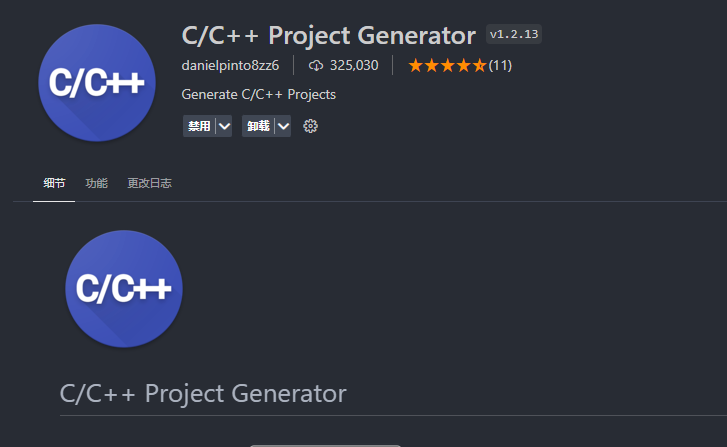 C/C++
C/C++ Project Generator v1.2.13
danielpinto8zz6 325,030 (11)
Generate C/C++ Projects
禁用 卸载
细节 功能 更改日志
C/C++
C/C++ Project Generator